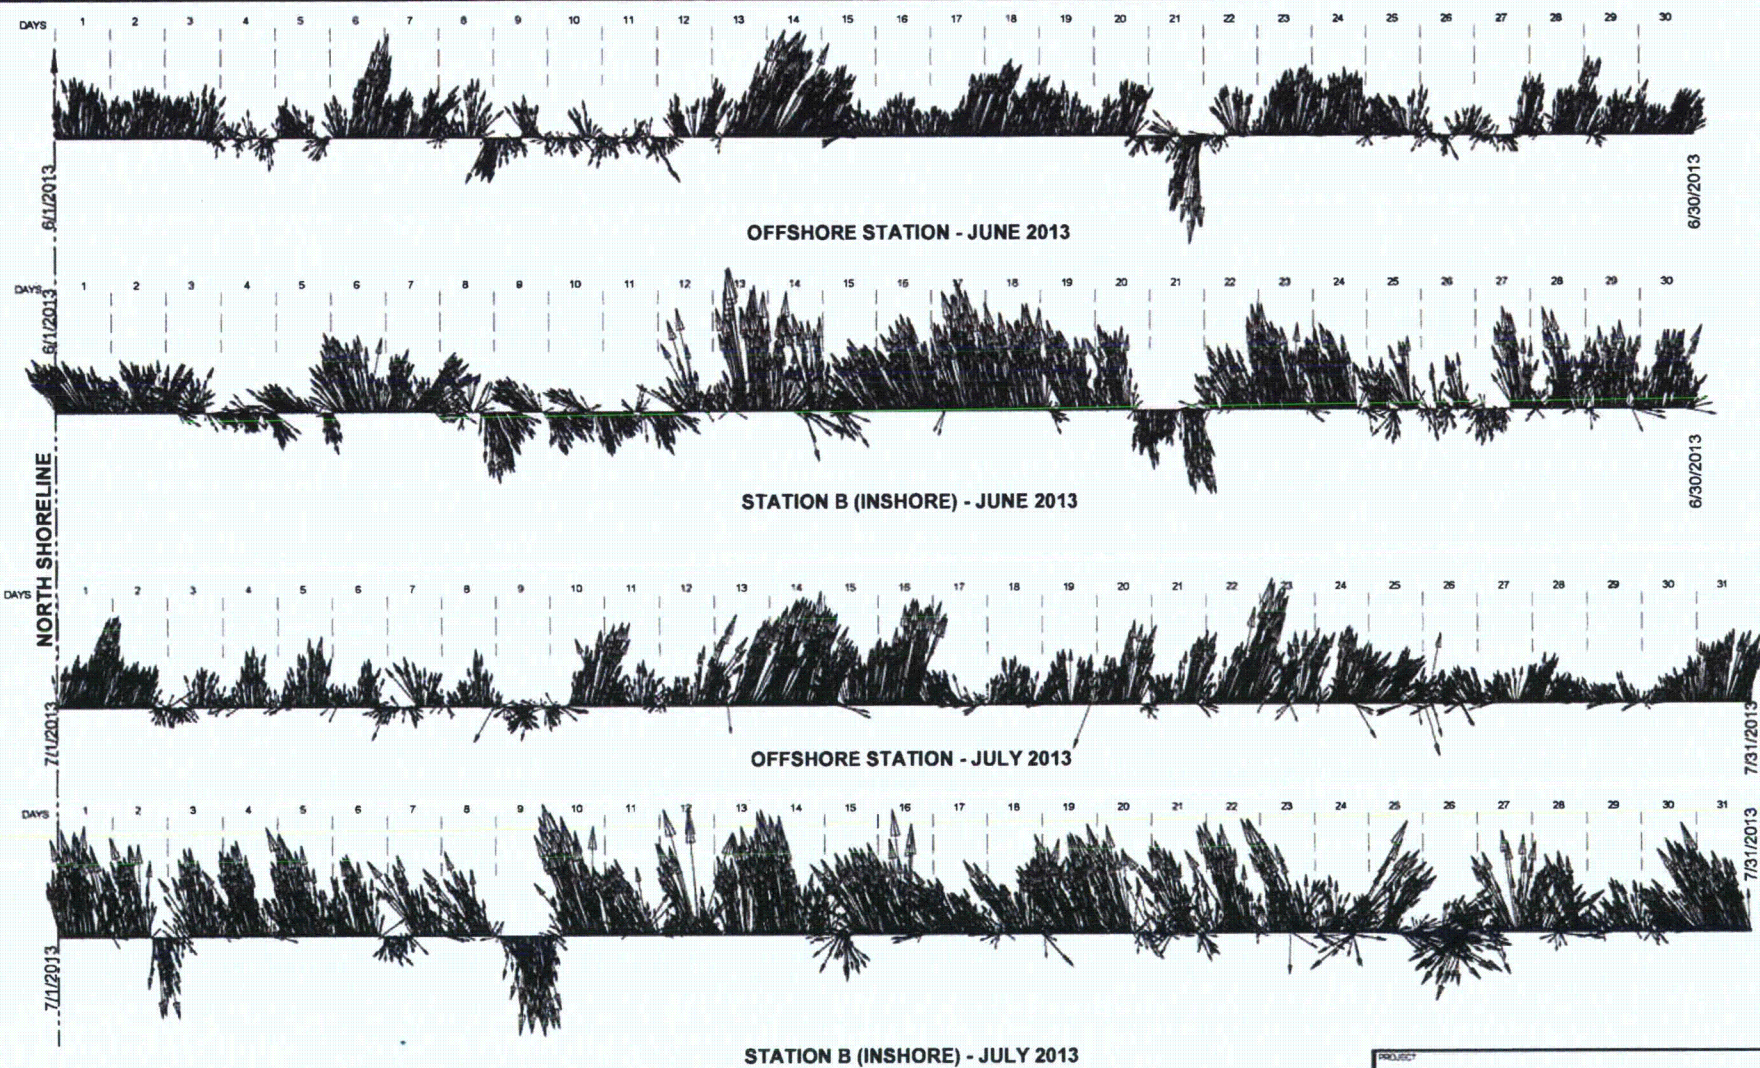 DAYS 1 2 3 4 5 6 7 8 9 10 11 12 13 14 15 16 17 18 19 20 21 22 23 24 25 26 27 28 29 30
6/1/2013
6/30/2013
OFFSHORE STATION - JUNE 2013
DAYS 1 2 3 4 5 6 7 8 9 10 11 12 13 14 15 16 17 18 19 20 21 22 23 24 25 26 27 28 29 30
6/1/2013
6/30/2013
STATION B (INSHORE) - JUNE 2013
NORTH SHORELINE
DAYS 1 2 3 4 5 6 7 8 9 10 11 12 13 14 15 16 17 18 19 20 21 22 23 24 25 26 27 28 29 30 31
7/1/2013
7/31/2013
OFFSHORE STATION - JULY 2013
DAYS 1 2 3 4 5 6 7 8 9 10 11 12 13 14 15 16 17 18 19 20 21 22 23 24 25 26 27 28 29 30 31
7/1/2013
7/31/2013
STATION B (INSHORE) - JULY 2013
PROJECT